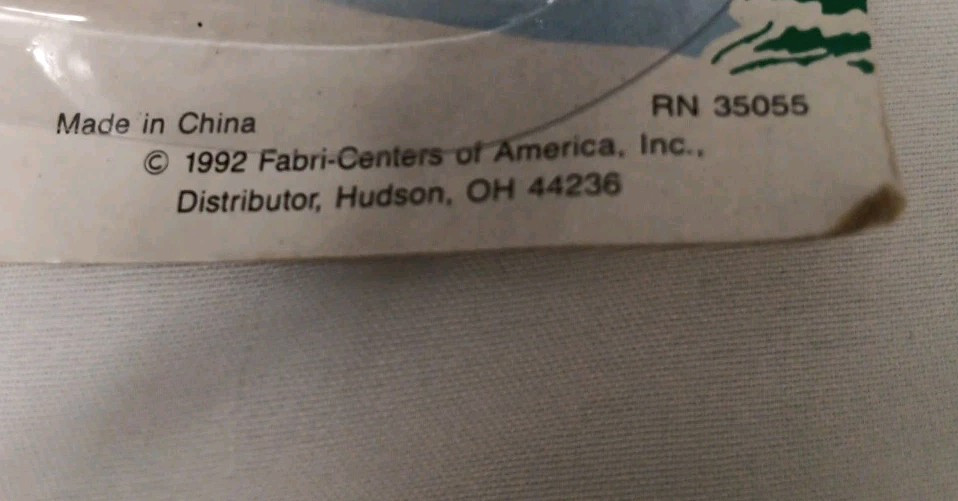 RN 35055
Made in China
© 1992 Fabri-Centers of America, Inc.,
Distributor, Hudson, OH 44236